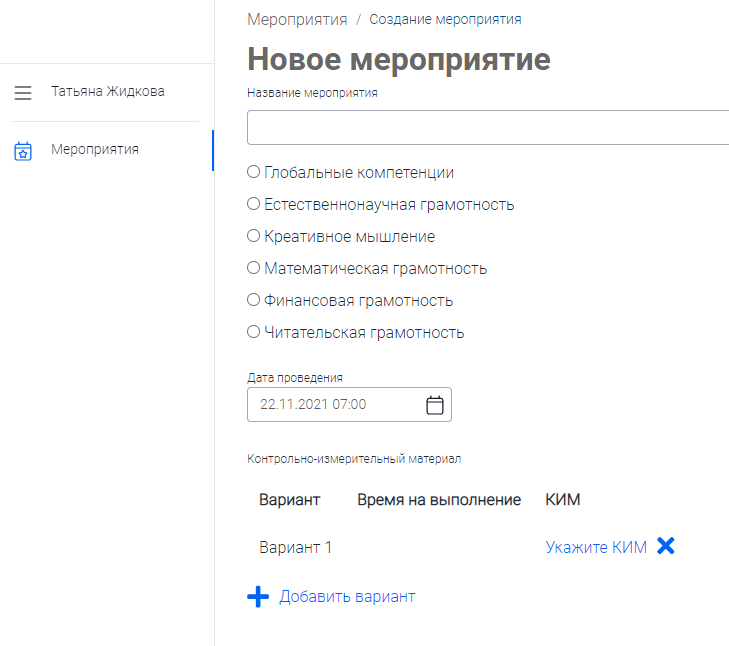 Мероприятия / Создание мероприятия
Новое мероприятие
Название мероприятия
Татьяна Жидкова
Мероприятия
Глобальные компетенции
Естественнонаучная грамотность
Креативное мышление
Математическая грамотность
Финансовая грамотность
Читательская грамотность
Дата проведения
22.11.2021 07:00
Контрольно-измерительный материал
Вариант Время на выполнение КИМ
Вариант 1 Укажите КИМ
Добавить вариант